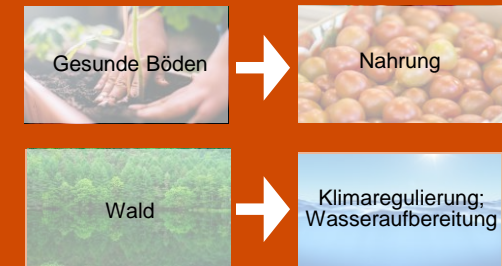 Gesunde Böden
Nahrung
Wald
Klimaregulierung;
Wasseraufbereitung